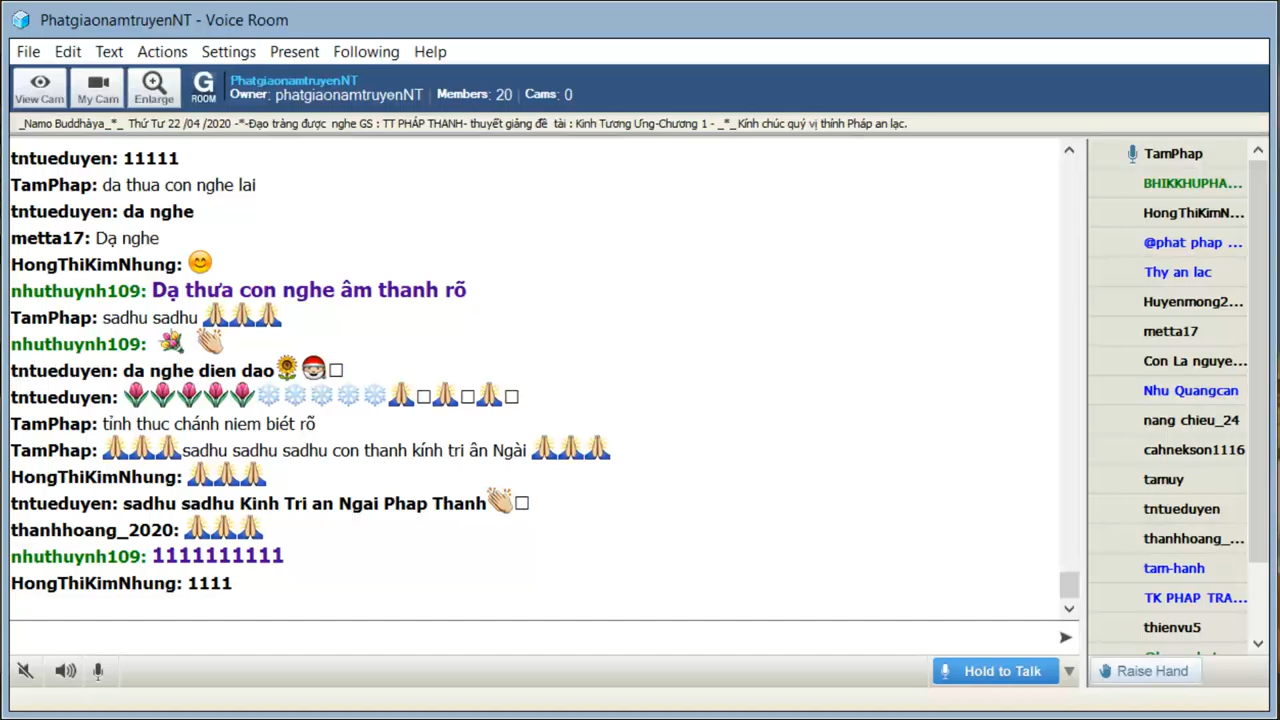 PhatgiaonamtruyenNT - Voice Room
File Edit Text Actions Settings Present Following Help
View Cam My Cam Enlarge G ROOM
PhatgiaonamtruyenNT
Owner: phatgiaonamtruyenNT | Members: 20 | Cams: 0
_Namo Buddhàya_*_ Thứ Tư 22 /04 /2020 -*-Đạo tràng được nghe GS : TT PHÁP THANH- thuyết giảng đề tài : Kinh Tương Ưng-Chương 1 - _*_ Kính chúc quý vị thính Pháp an lạc.
tntueduyen: 11111
TamPhap: da thua con nghe lai
tntueduyen: da nghe
metta17: Dạ nghe
HongThiKimNhung: 😊
nhuthuynh109: Dạ thưa con nghe âm thanh rõ
TamPhap: sadhu sadhu 🙏🙏🙏
nhuthuynh109: 💐 👏
tntueduyen: da nghe dien dao🌻🎅□
tntueduyen: 🌷🌷🌷🌷🌷❄❄❄❄❄🙏□🙏□🙏□
TamPhap: tỉnh thuc chánh niem biét rõ
TamPhap: 🙏🙏🙏sadhu sadhu sadhu con thanh kính tri ân Ngài 🙏🙏🙏
HongThiKimNhung: 🙏🙏🙏
tntueduyen: sadhu sadhu Kinh Tri an Ngai Phap Thanh👏□
thanhhoang_2020: 🙏🙏🙏
nhuthuynh109: 1111111111
HongThiKimNhung: 1111
TamPhap
BHIKKHUPHA...
HongThiKimN...
@phat phap ...
Thy an lac
Huyenmong2...
metta17
Con La nguye...
Nhu Quangcan
nang chieu_24
cahnekson1116
tamuy
tntueduyen
thanhhoang_...
tam-hanh
TK PHAP TRA...
thienvu5
Hold to Talk
Raise Hand